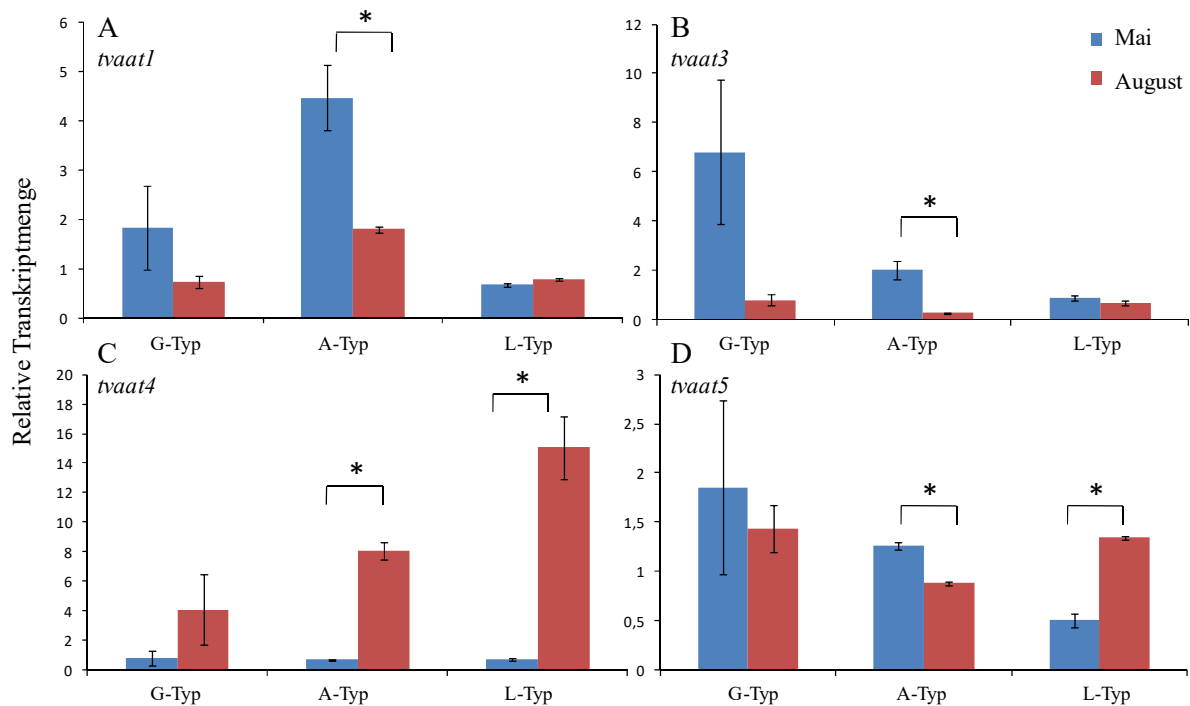 Relative Transkriptmenge
A
tvaat1
*
6
5
4
3
2
1
0
G-Typ A-Typ L-Typ
B
tvaat3
*
12
10
8
6
4
2
0
G-Typ A-Typ L-Typ
Mai
August
C
tvaat4
*
*
20
18
16
14
12
10
8
6
4
2
0
G-Typ A-Typ L-Typ
D
tvaat5
* *
3
2,5
2
1,5
1
0,5
0
G-Typ A-Typ L-Typ